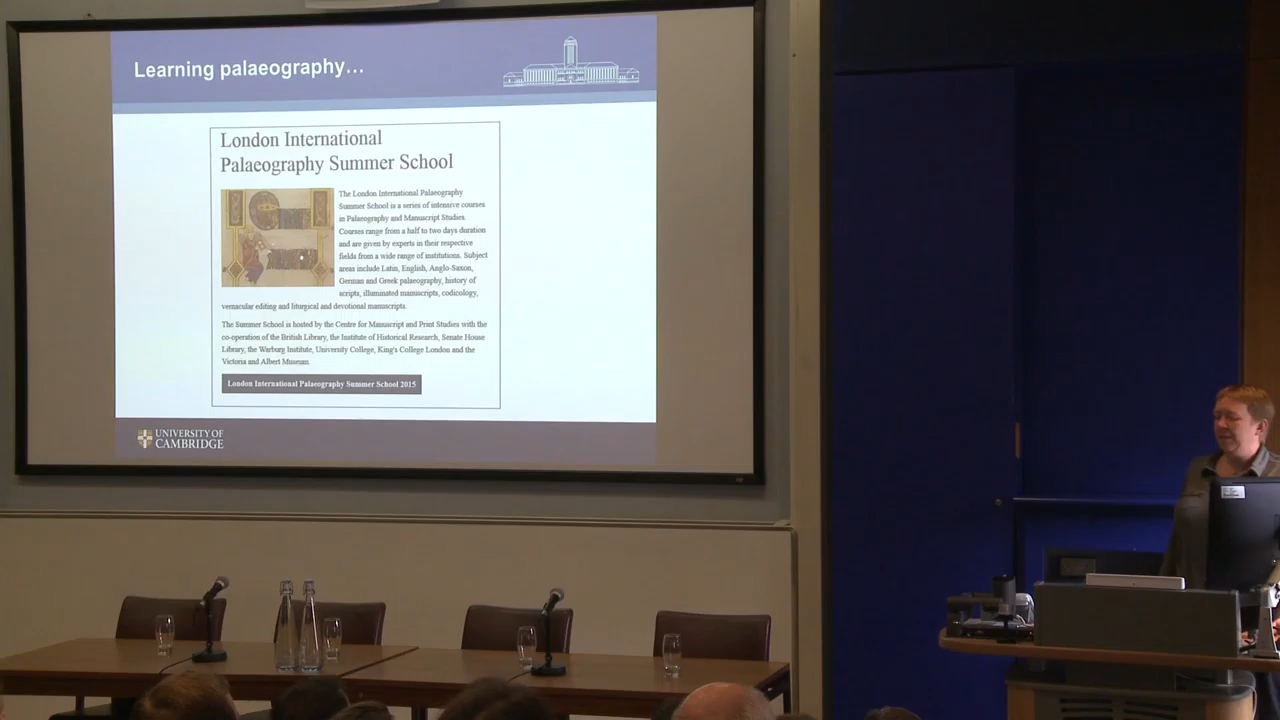 Learning palaeography...
London International
Palaeography Summer School
The London International Palaeography
Summer School is a series of intensive courses
in Palaeography and Manuscript Studies.
Courses range from a half to two days duration
and are given by experts in their respective
fields from a wide range of institutions. Subject
areas include Latin, English, Anglo-Saxon,
German and Greek palaeography, history of
scripts, illuminated manuscripts, codicology,
vernacular editing and liturgical and devotional manuscripts.
The Summer School is hosted by the Centre for Manuscript and Print Studies with the
co-operation of the British Library, the Institute of Historical Research, Senate House
Library, the Warburg Institute, University College, King's College London and the
Victoria and Albert Museum.
London International Palaeography Summer School 2015
UNIVERSITY OF
CAMBRIDGE